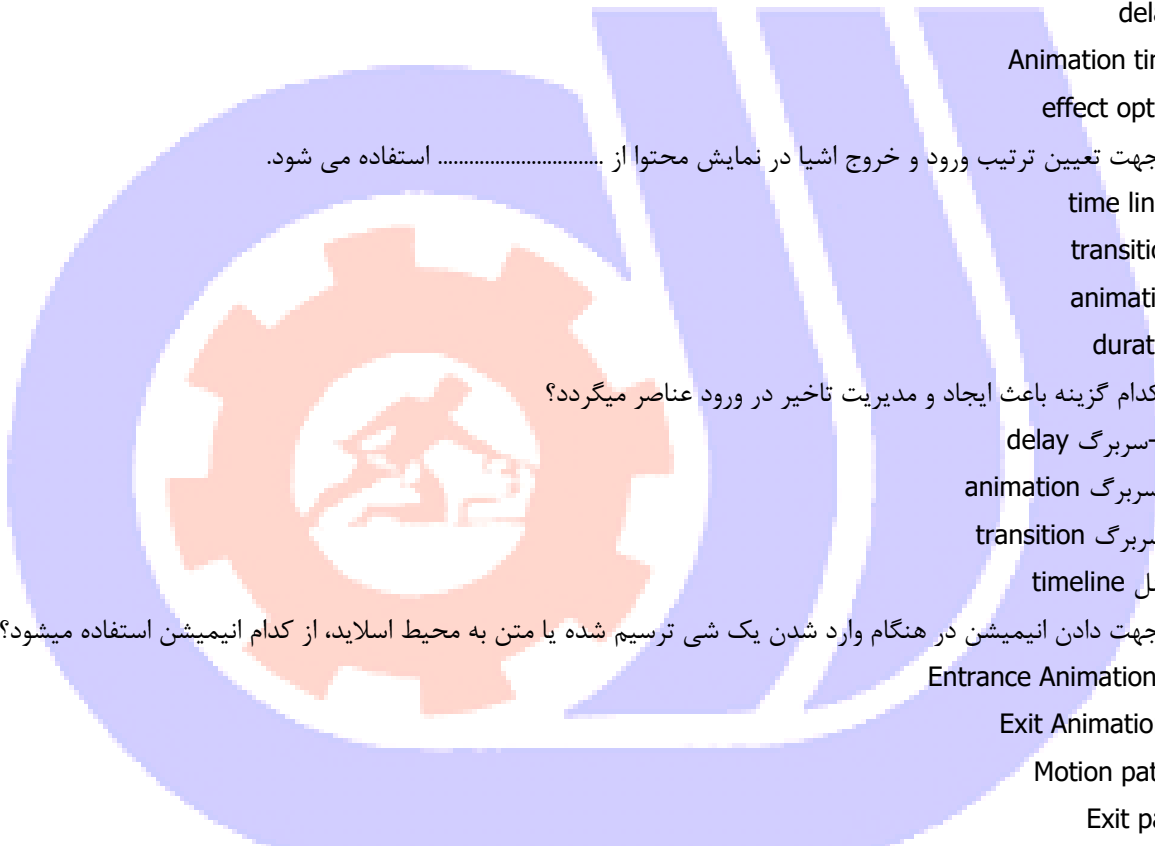 dela
Animation tir
effect opt
جهت تعیین ترتیب ورود و خروج اشیا در نمایش محتوا از ................................ استفاده می شود.
time lin
transitio
animati
durat
کدام گزینه باعث ایجاد و مدیریت تاخیر در ورود عناصر میگردد؟
-سربرگ delay
سربرگ animation
سربرگ transition
timeline
جهت دادن انیمیشن در هنگام وارد شدن یک شی ترسیم شده یا متن به محیط اسلاید، از کدام انیمیشن استفاده میشود؟
Entrance Animation
Exit Animatio
Motion pat
Exit pa